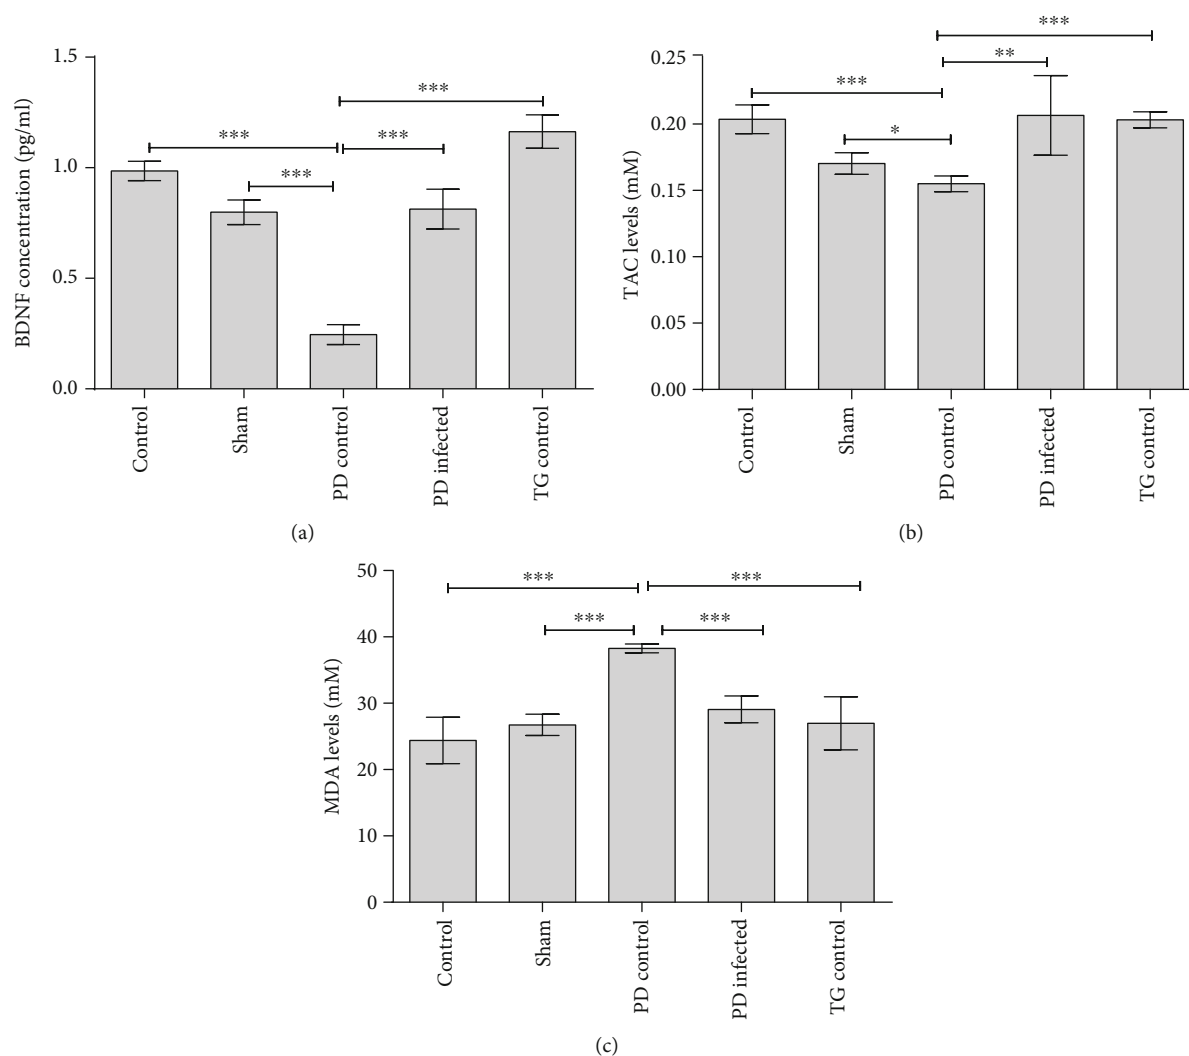 BDNF concentration (pg/ml)
1.5
1.0
0.5
0.0
***
***
***
***
Control
Sham
PD control
PD infected
TG control
(a)
TAC levels (mM)
0.25
0.20
0.15
0.10
0.05
0.00
***
**
***
*
Control
Sham
PD control
PD infected
TG control
(b)
MDA levels (mM)
50
40
30
20
10
0
***
***
***
***
Control
Sham
PD control
PD infected
TG control
(c)